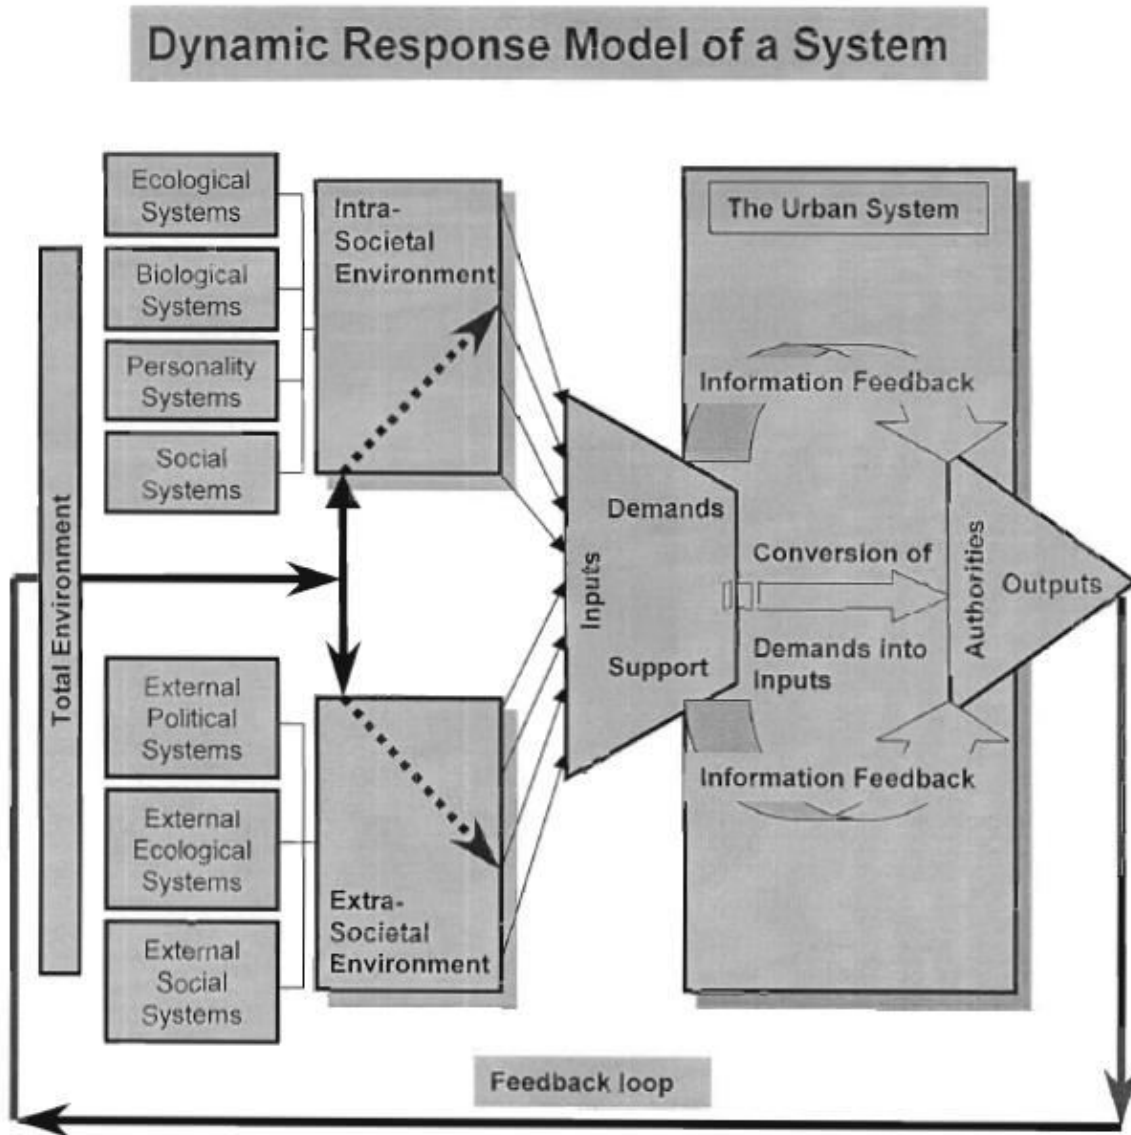 Dynamic Response Model of a System
Ecological
Systems
Biological
Systems
Personality
Systems
Social
Systems
Total Environment
External
Political
Systems
External
Ecological
Systems
External
Social
Systems
Intra-
Societal
Environment
Extra-
Societal
Environment
Inputs
Demands
Support
The Urban System
Information Feedback
Conversion of
Demands into
Inputs
Information Feedback
Authorities
Outputs
Feedback loop